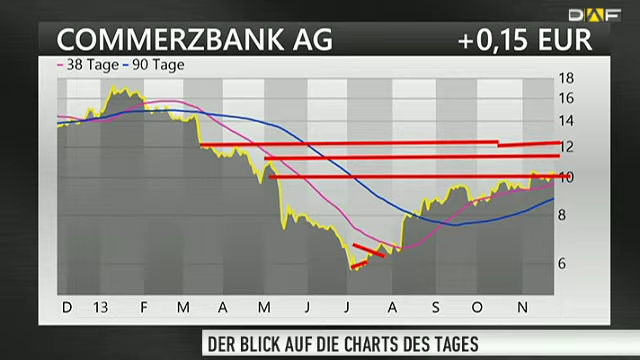 DAF
COMMERZBANK AG +0,15 EUR
38 Tage 90 Tage
18
16
14
12
10
8
6
D 13 F M A M J J A S O N
DER BLICK AUF DIE CHARTS DES TAGES